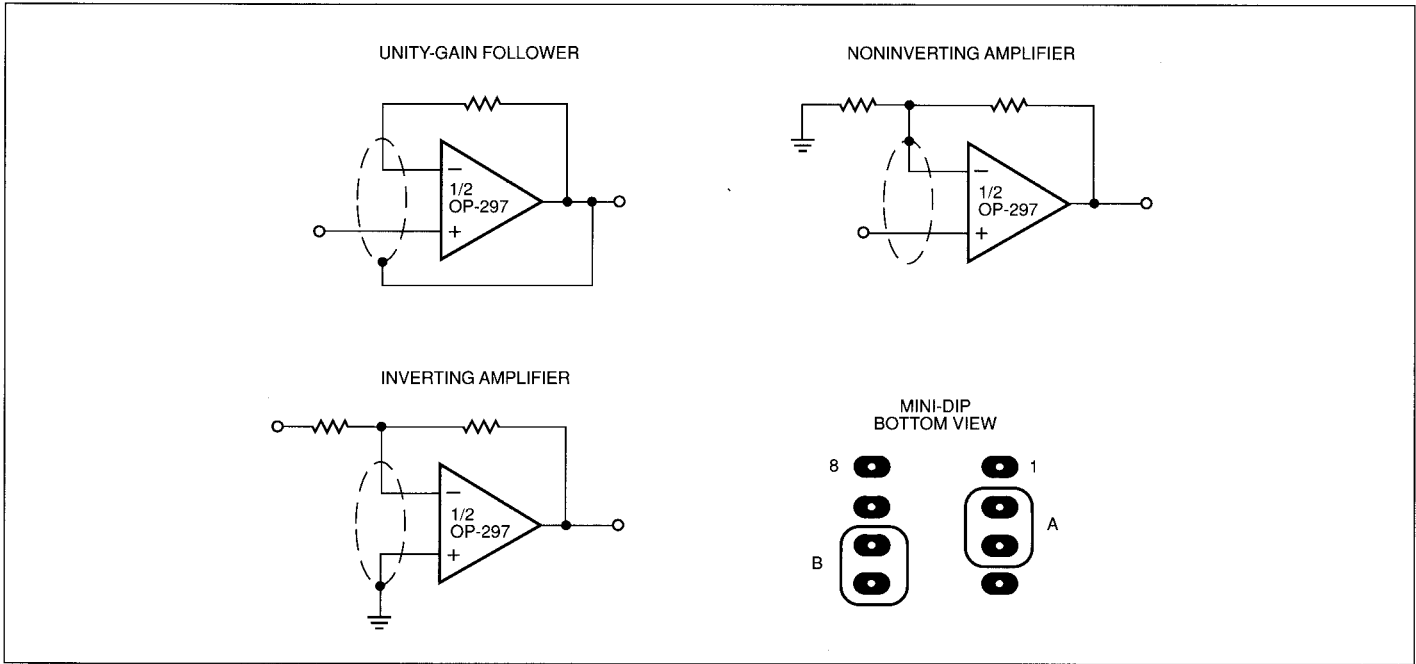 UNITY-GAIN FOLLOWER
−
1/2
OP-297
+
NONINVERTING AMPLIFIER
−
1/2
OP-297
+
INVERTING AMPLIFIER
−
1/2
OP-297
+
MINI-DIP
BOTTOM VIEW
8
1
A
B